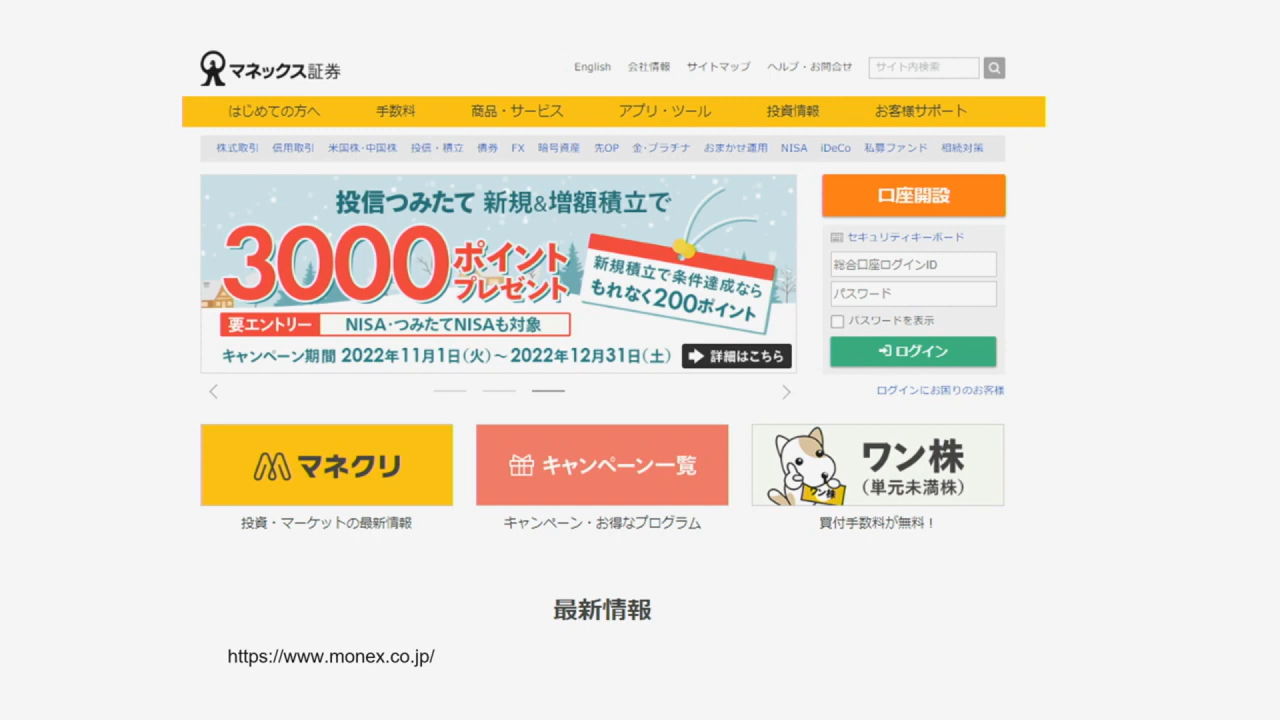 マネックス証券
English 会社情報 サイトマップ ヘルプ・お問合せ サイト内検索
はじめての方へ 手数料 商品・サービス アプリ・ツール 投資情報 お客様サポート
株式取引 信用取引 米国株・中国株 投信・積立 債券 FX 暗号資産 先OP 金・プラチナ おまかせ運用 NISA iDeCo 私募ファンド 相続対策
投信つみたて 新規&増額積立で
3000ポイントプレゼント
新規積立で条件達成なら
もれなく200ポイント
要エントリー NISA・つみたてNISAも対象
キャンペーン期間 2022年11月1日(火)~2022年12月31日(土) 詳細はこちら
口座開設
セキュリティキーボード
総合口座ログインID
パスワード
パスワードを表示
ログイン
ログインにお困りのお客様
マネクリ
投資・マーケットの最新情報
キャンペーン一覧
キャンペーン・お得なプログラム
ワン株
ワン株
(単元未満株)
買付手数料が無料!
最新情報
https://www.monex.co.jp/